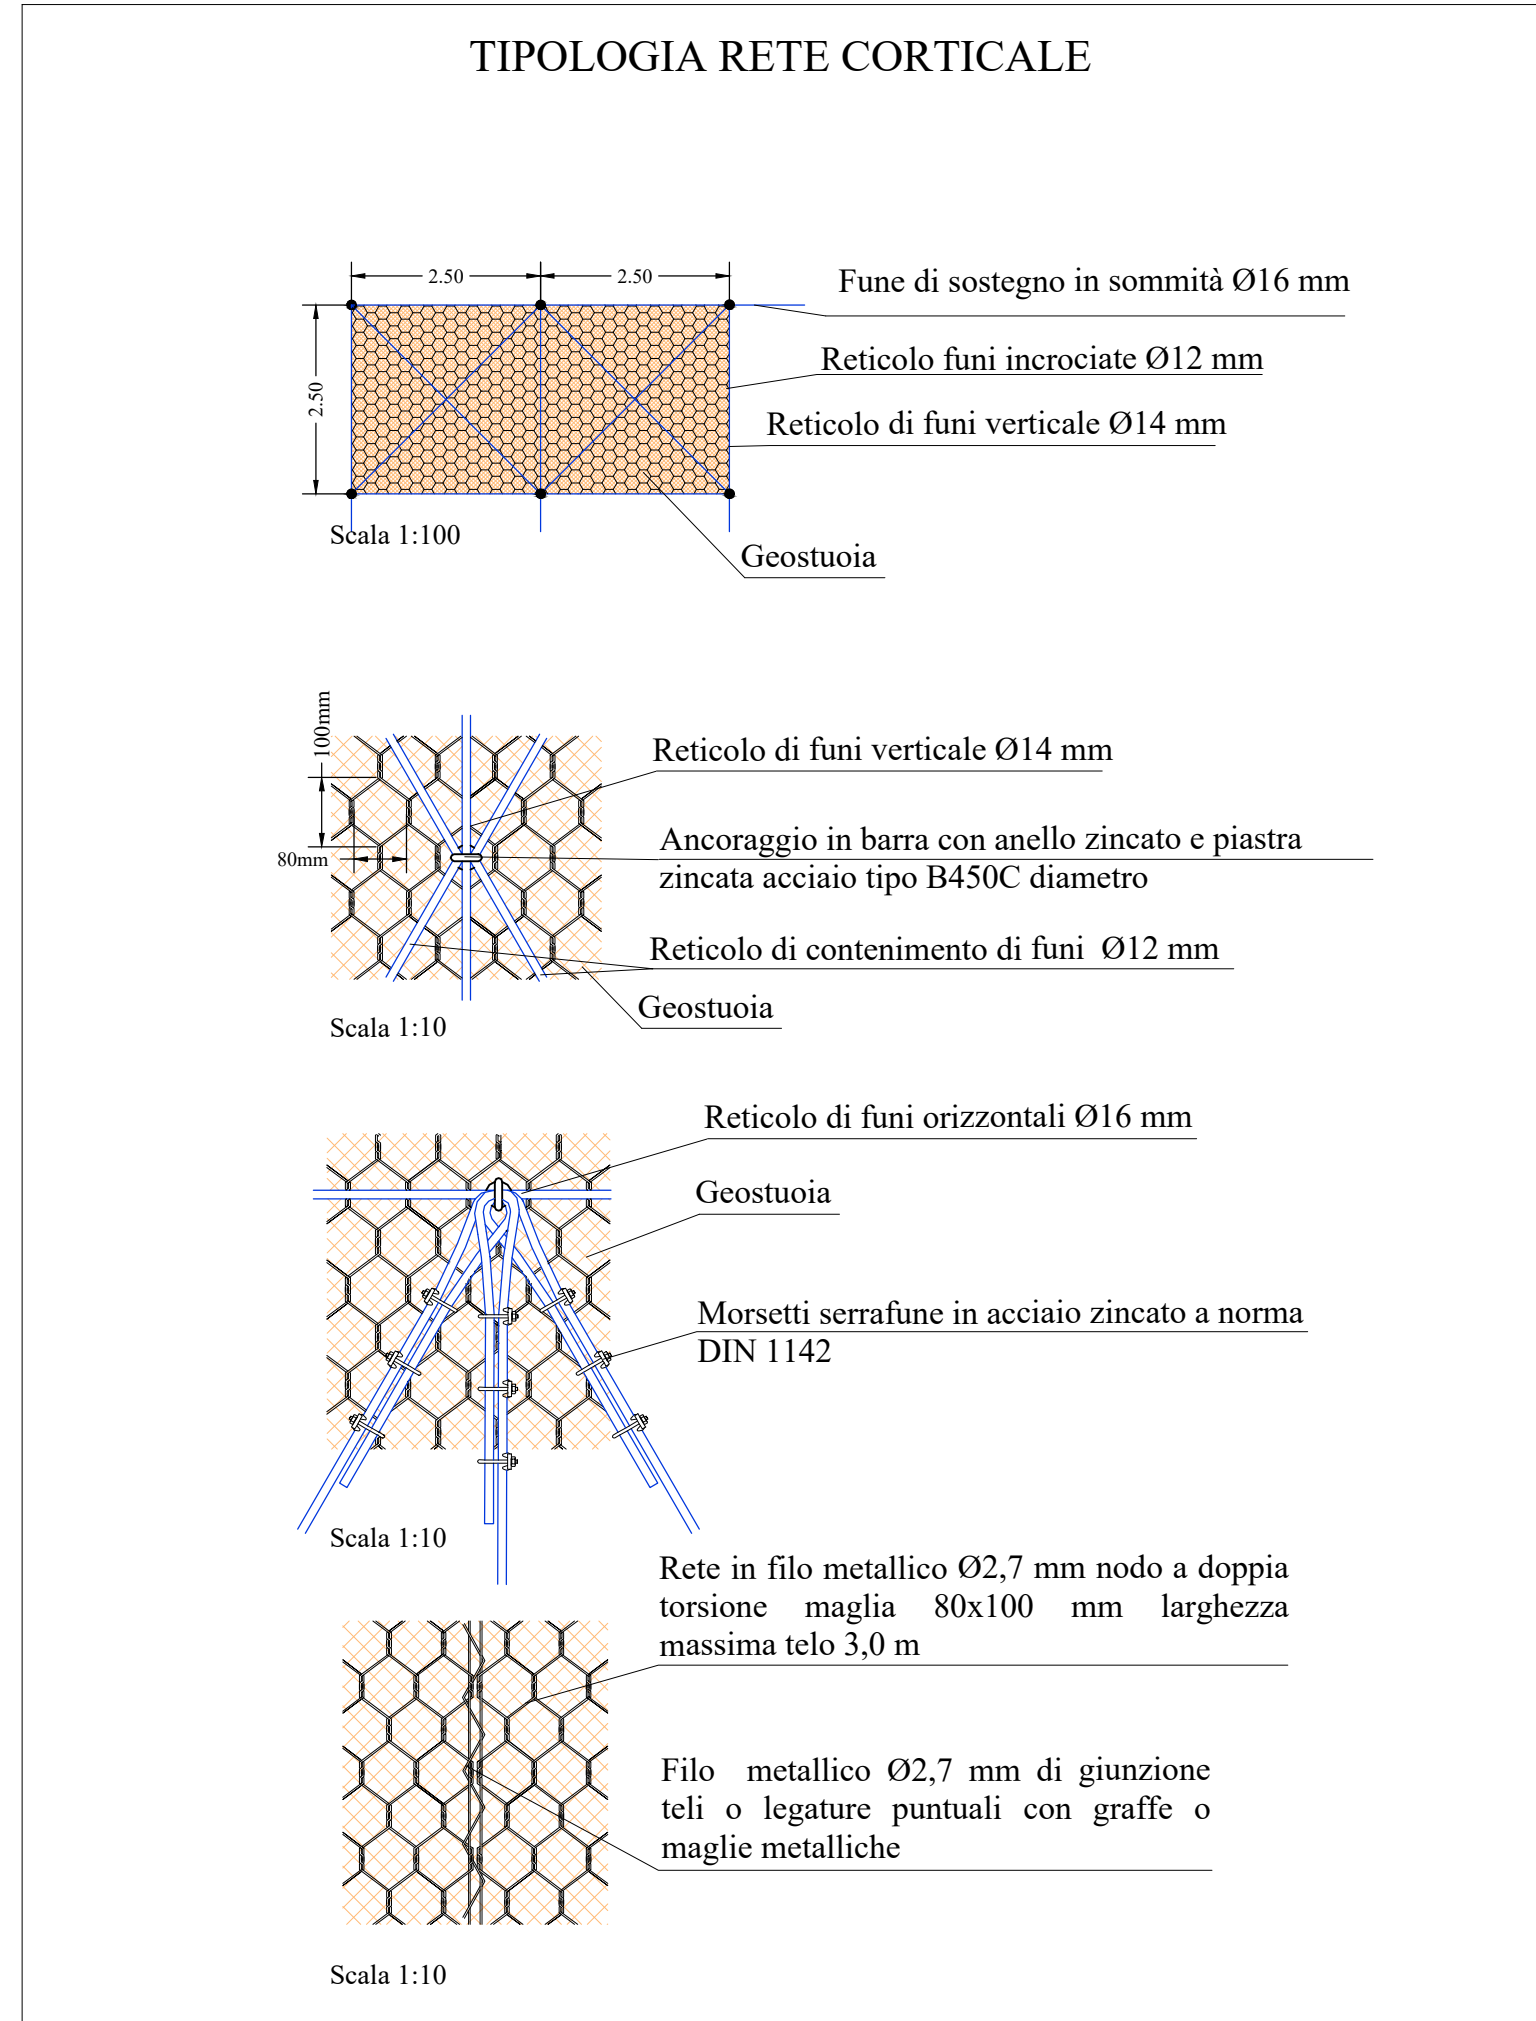 TIPOLOGIA RETE CORTICALE
2.50
2.50
Fune di sostegno in sommità Ø16 mm
Reticolo funi incrociate Ø12 mm
2.50
Reticolo di funi verticale Ø14 mm
Scala 1:100
Geostuoia
100mm
Reticolo di funi verticale Ø14 mm
80mm
Ancoraggio in barra con anello zincato e piastra
zincata acciaio tipo B450C diametro
Reticolo di contenimento di funi Ø12 mm
Geostuoia
Scala 1:10
Reticolo di funi orizzontali Ø16 mm
Geostuoia
Morsetti serrafune in acciaio zincato a norma
DIN 1142
Scala 1:10
Rete in filo metallico Ø2,7 mm nodo a doppia
torsione maglia 80x100 mm larghezza
massima telo 3,0 m
Filo metallico Ø2,7 mm di giunzione
teli o legature puntuali con graffe o
maglie metalliche
Scala 1:10